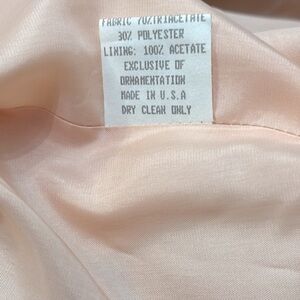 FABRIC 70% TRIACETATE
30% POLYESTER
LINING: 100% ACETATE
EXCLUSIVE OF
ORNAMENTATION
MADE IN U.S.A
DRY CLEAN ONLY